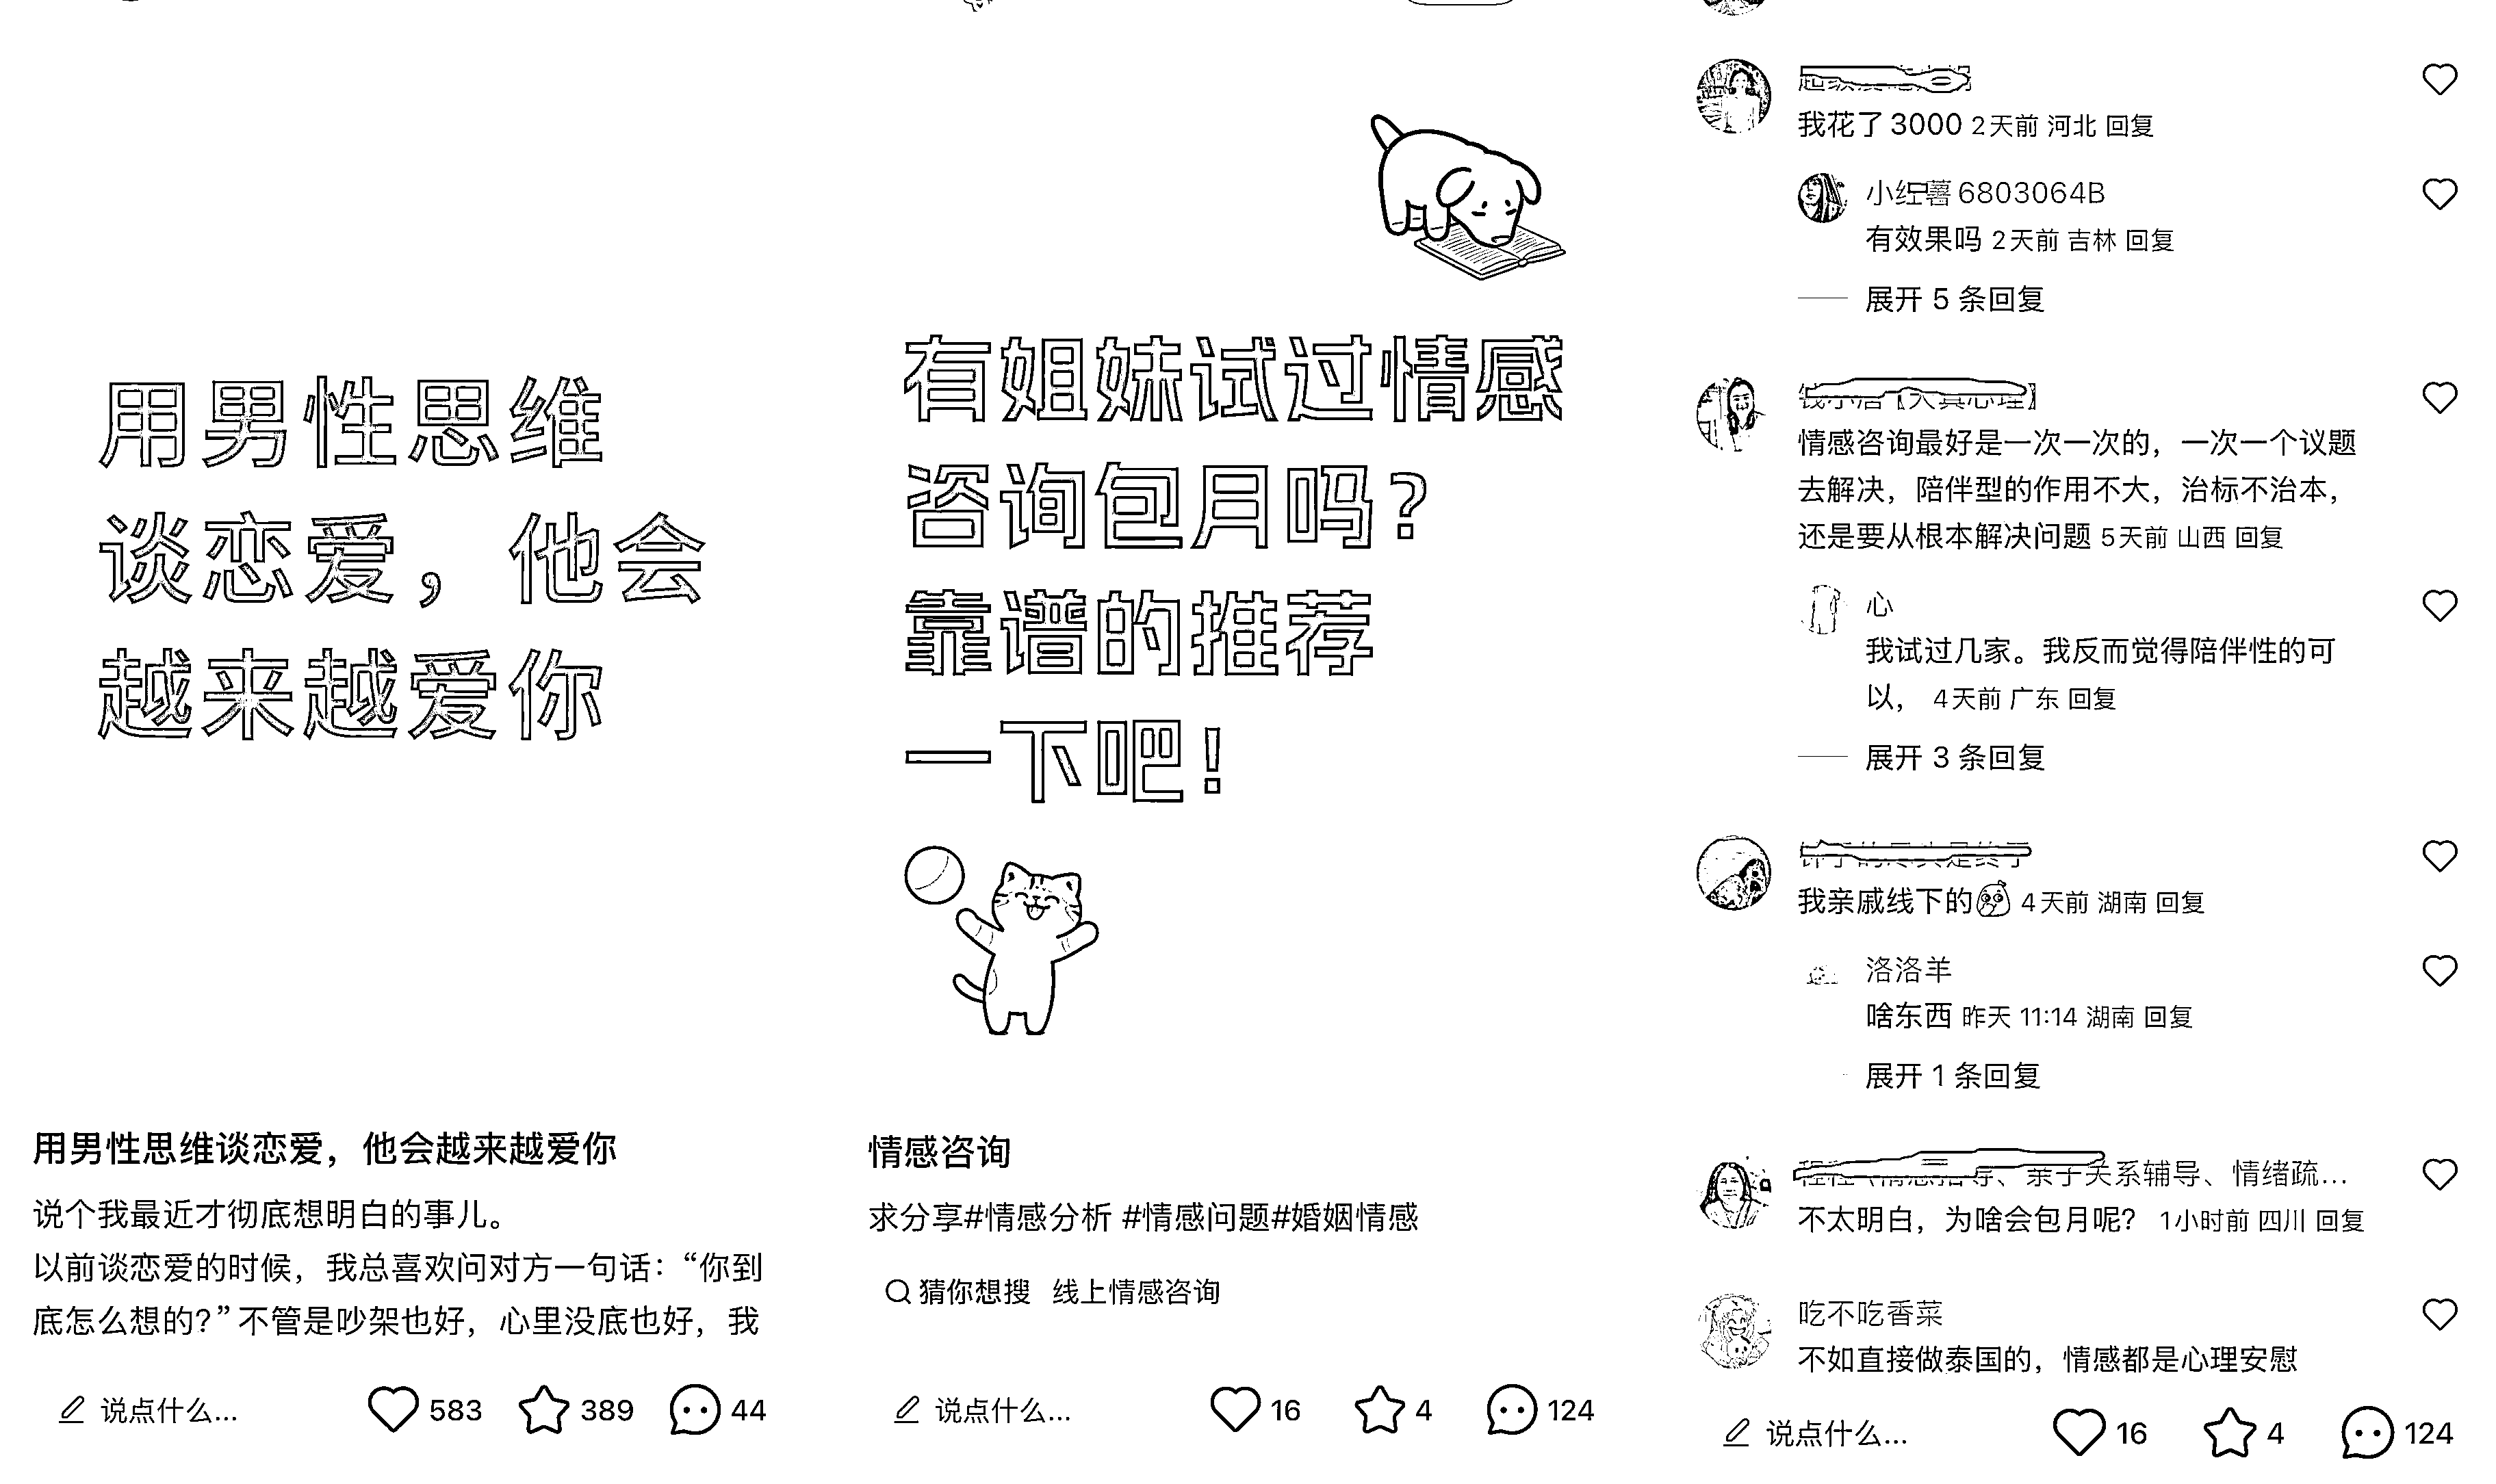 用男性思维
谈恋爱，他会
越来越爱你
用男性思维谈恋爱，他会越来越爱你
说个我最近才彻底想明白的事儿。
以前谈恋爱的时候，我总喜欢问对方一句话：“你到
底怎么想的？”不管是吵架也好，心里没底也好，我
说点什么...
583
389
44
有姐妹试过情感
咨询包月吗？
靠谱的推荐
一下吧！
情感咨询
求分享#情感分析 #情感问题#婚姻情感
猜你想搜 线上情感咨询
说点什么...
16
4
124
我花了3000 2天前 河北 回复
小红薯6803064B
有效果吗 2天前 吉林 回复
展开 5 条回复
情感咨询最好是一次一次的，一次一个议题
去解决，陪伴型的作用不大，治标不治本，
还是要从根本解决问题 5天前 山西 回复
心
我试过几家。我反而觉得陪伴性的可
以， 4天前 广东 回复
展开 3 条回复
我亲戚线下的 4天前 湖南 回复
洛洛羊
啥东西 昨天 11:14 湖南 回复
展开 1 条回复
亲子关系辅导、情绪疏...
不太明白，为啥会包月呢？ 1小时前 四川 回复
吃不吃香菜
不如直接做泰国的，情感都是心理安慰
说点什么...
16
4
124